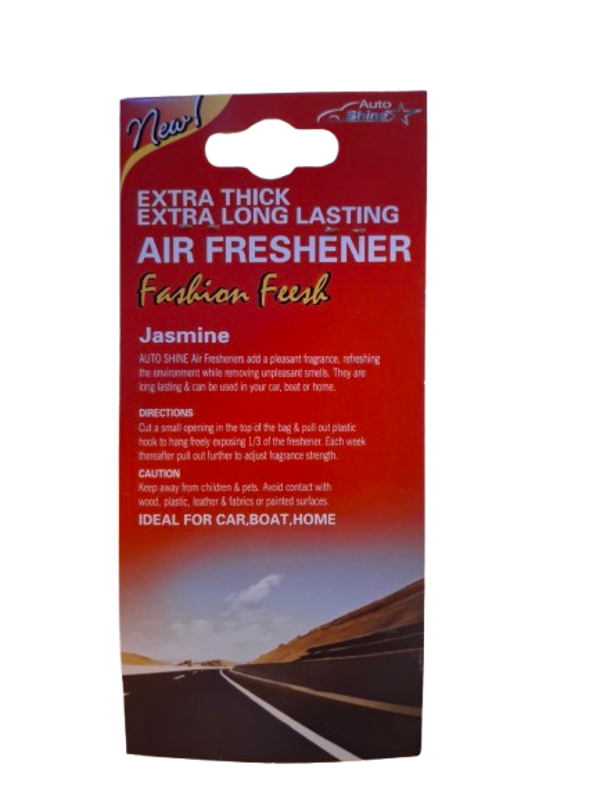 New!
Auto
Shine
EXTRA THICK
EXTRA LONG LASTING
AIR FRESHENER
Fashion Feesh
Jasmine
AUTO SHINE Air Fresheners add a pleasant fragrance, refreshing
the environment while removing unpleasant smells. They are
long lasting & can be used in your car, boat or home.
DIRECTIONS
Cut a small opening in the top of the bag & pull out plastic
hook to hang freely exposing 1/3 of the freshener. Each week
thereafter pull out further to adjust fragrance strength.
CAUTION
Keep away from children & pets. Avoid contact with
wood, plastic, leather & fabrics or painted surfaces.
IDEAL FOR CAR,BOAT,HOME